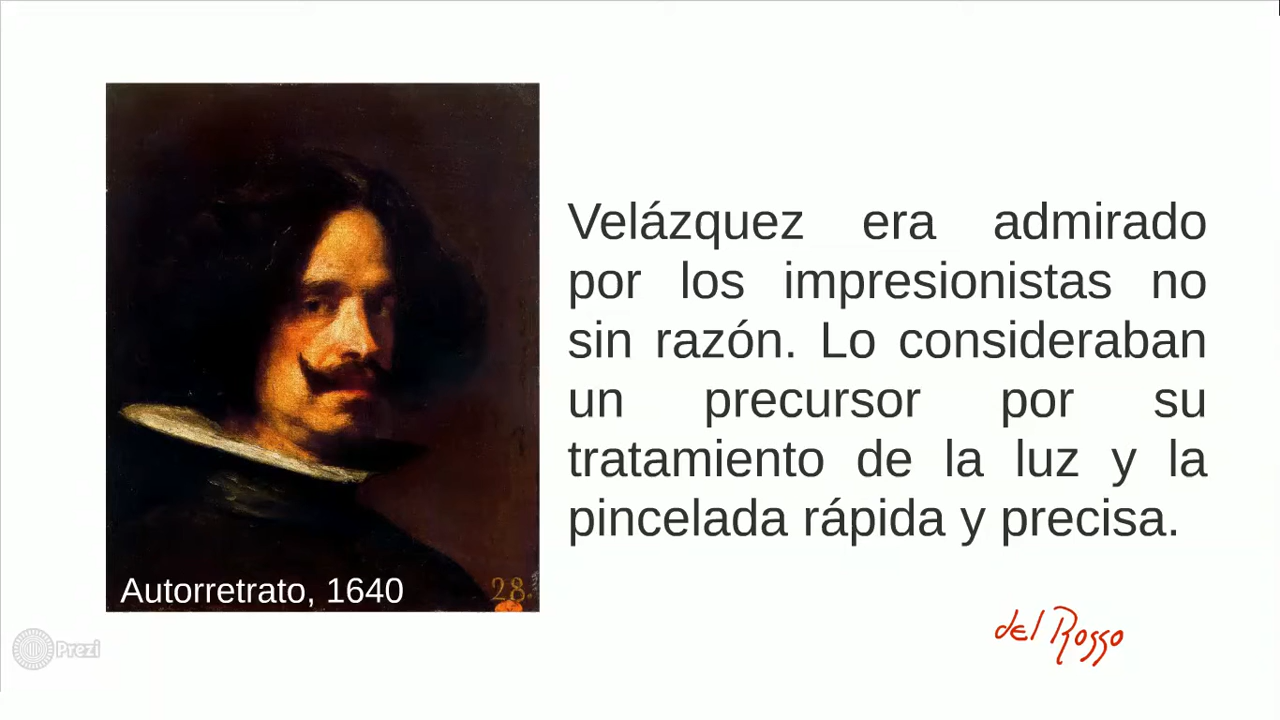 Velázquez era admirado
por los impresionistas no
sin razón. Lo consideraban
un precursor por su
tratamiento de la luz y la
pincelada rápida y precisa.
Autorretrato, 1640
28.
del Rosso
Prezi